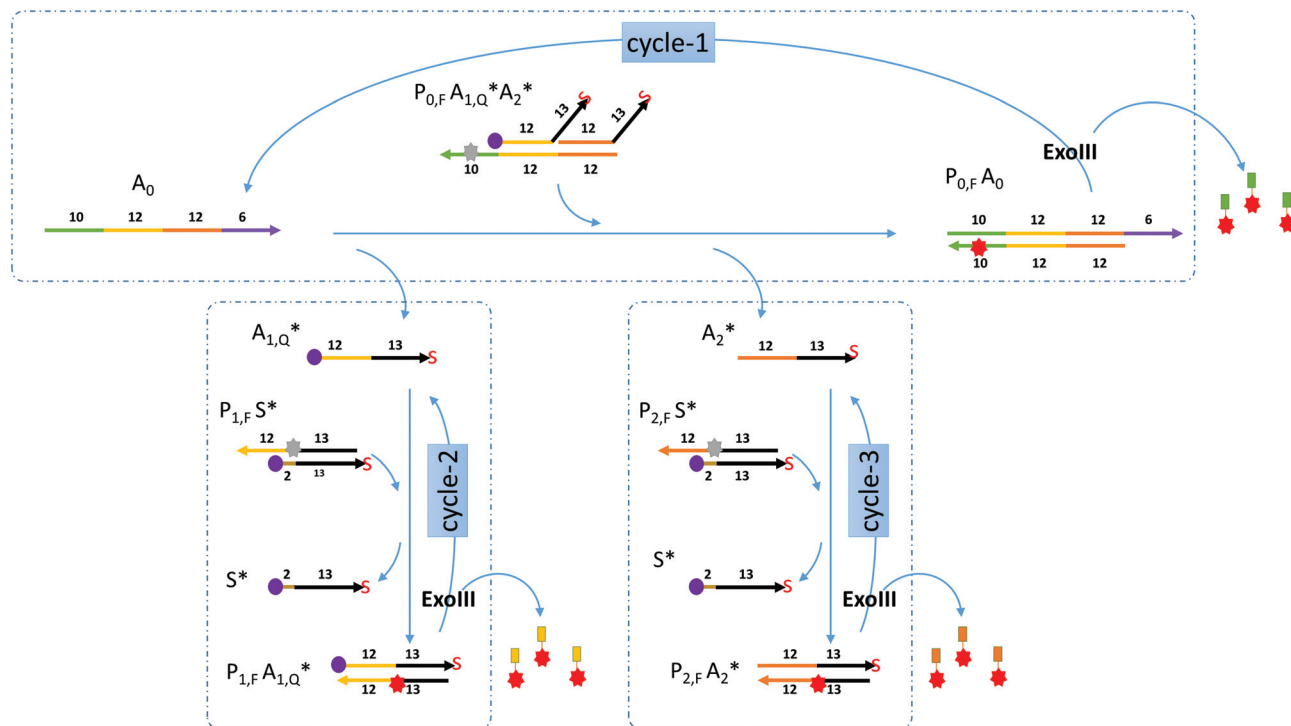 cycle-1
P0,F A1,Q*A2*
13 S 13 S
12 12
10 12 12
ExoIII
A0
10 12 12 6
P0,F A0
10 12 12 6
10 12 12
A1,Q*
12 13 S
P1,F S*
12 13
2 13 S
cycle-2
S*
2 13 S
ExoIII
P1,F A1,Q*
12 13 S
12 13
A2*
12 13 S
P2,F S*
12 13
2 13 S
cycle-3
S*
2 13 S
ExoIII
P2,F A2*
12 13 S
12 13